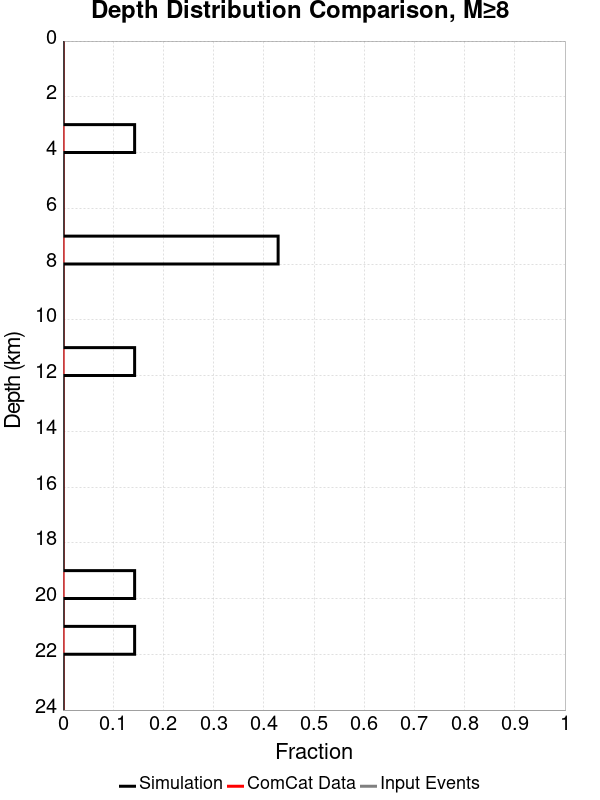 Depth Distribution Comparison, M≥8
0
2
4
6
8
10
12
14
16
18
20
22
24
Depth (km)
0 0.1 0.2 0.3 0.4 0.5 0.6 0.7 0.8 0.9 1
Fraction
Simulation ComCat Data Input Events